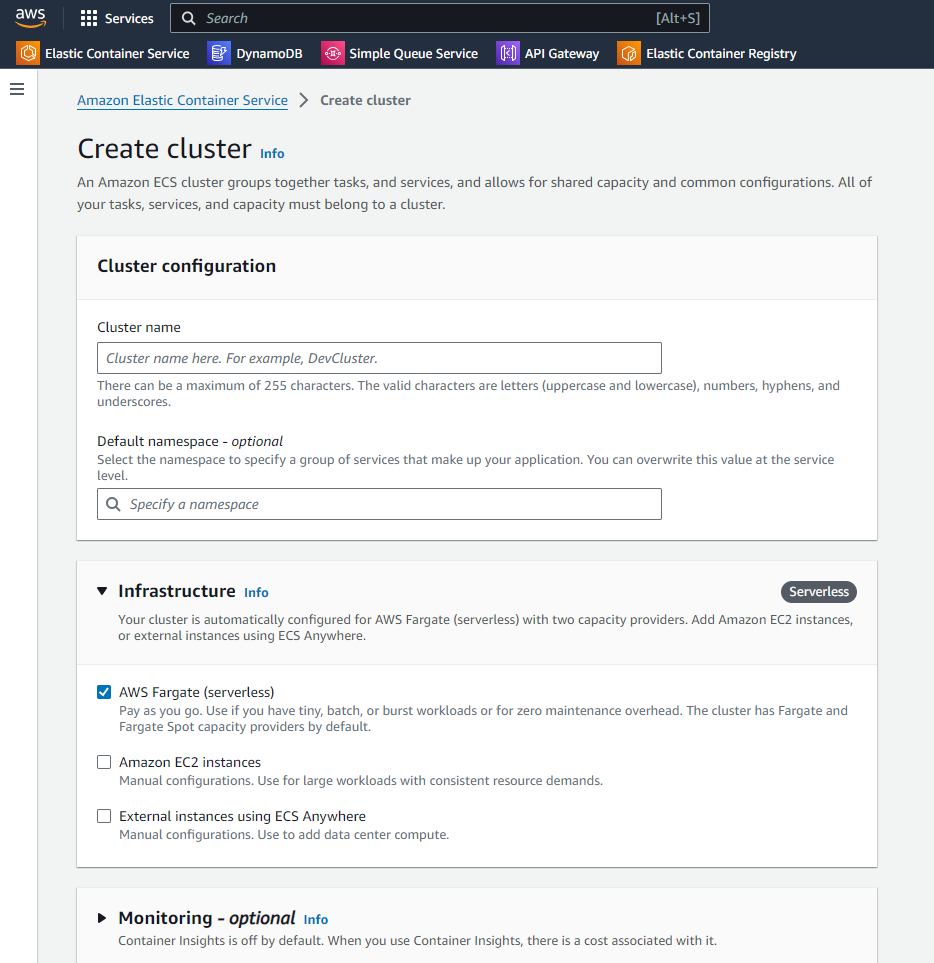 aws
Services
Search
[Alt+S]
Elastic Container Service
DynamoDB
Simple Queue Service
API Gateway
Elastic Container Registry
Amazon Elastic Container Service
Create cluster
Create cluster Info
An Amazon ECS cluster groups together tasks, and services, and allows for shared capacity and common configurations. All of
your tasks, services, and capacity must belong to a cluster.
Cluster configuration
Cluster name
Cluster name here. For example, DevCluster.
There can be a maximum of 255 characters. The valid characters are letters (uppercase and lowercase), numbers, hyphens, and
underscores.
Default namespace - optional
Select the namespace to specify a group of services that make up your application. You can overwrite this value at the service
level.
Specify a namespace
Infrastructure Info
Serverless
Your cluster is automatically configured for AWS Fargate (serverless) with two capacity providers. Add Amazon EC2 instances,
or external instances using ECS Anywhere.
AWS Fargate (serverless)
Pay as you go. Use if you have tiny, batch, or burst workloads or for zero maintenance overhead. The cluster has Fargate and
Fargate Spot capacity providers by default.
Amazon EC2 instances
Manual configurations. Use for large workloads with consistent resource demands.
External instances using ECS Anywhere
Manual configurations. Use to add data center compute.
Monitoring - optional Info
Container Insights is off by default. When you use Container Insights, there is a cost associated with it.